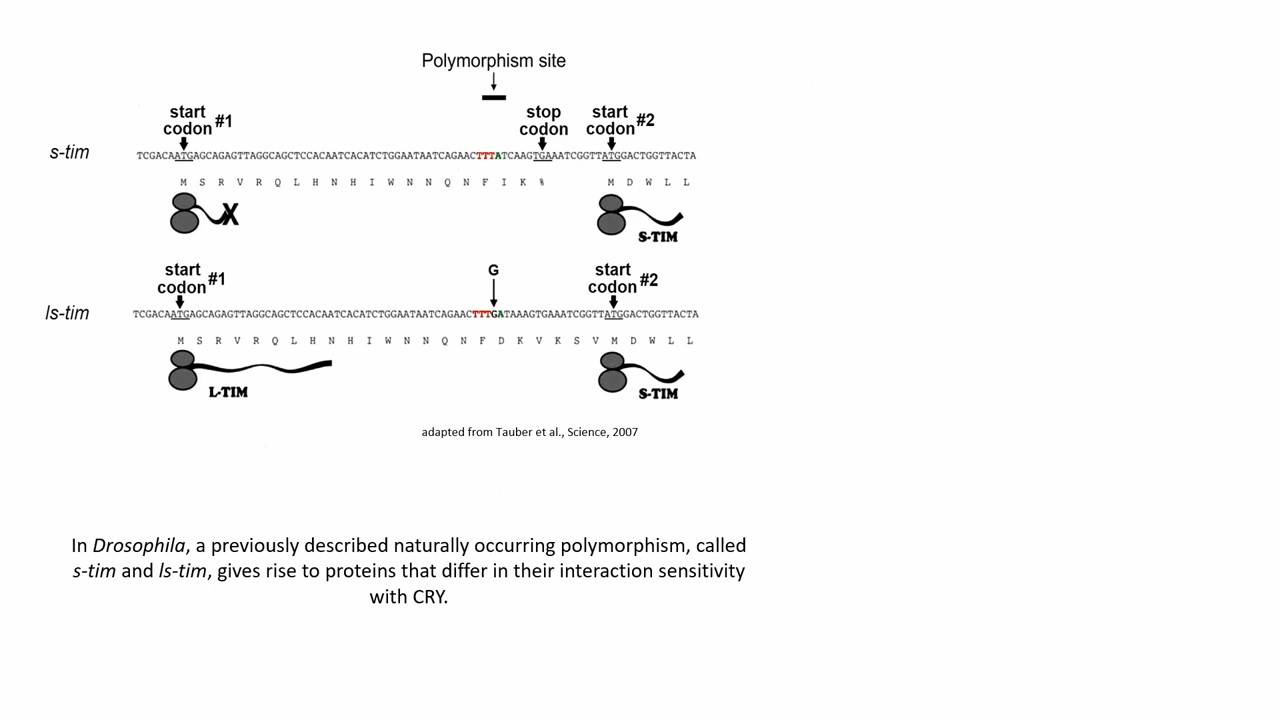 Polymorphism site
start codon #1
stop codon
start codon #2
s-tim
TCGACAATGAGCAGAGTTAGGCAGCTCCACAATCACATCTGGAATAATCAGAACTTTATCAAGTGAAATCGGTTATGGACTGGTTACTA
M S R V R Q L H N H I W N N Q N F I K % M D W L L
X
S-TIM
start codon #1
G
start codon #2
ls-tim
TCGACAATGAGCAGAGTTAGGCAGCTCCACAATCACATCTGGAATAATCAGAACTTTGATAAAGTGAAATCGGTTATGGACTGGTTACTA
M S R V R Q L H N H I W N N Q N F D K V K S V M D W L L
L-TIM
S-TIM
adapted from Tauber et al., Science, 2007
In Drosophila, a previously described naturally occurring polymorphism, called
s-tim and ls-tim, gives rise to proteins that differ in their interaction sensitivity
with CRY.